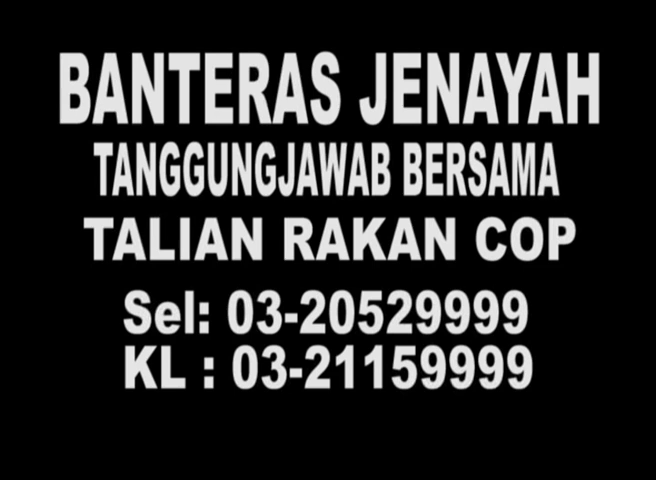 BANTERAS JENAYAH
TANGGUNGJAWAB BERSAMA
TALIAN RAKAN COP
Sel: 03-20529999
KL : 03-21159999